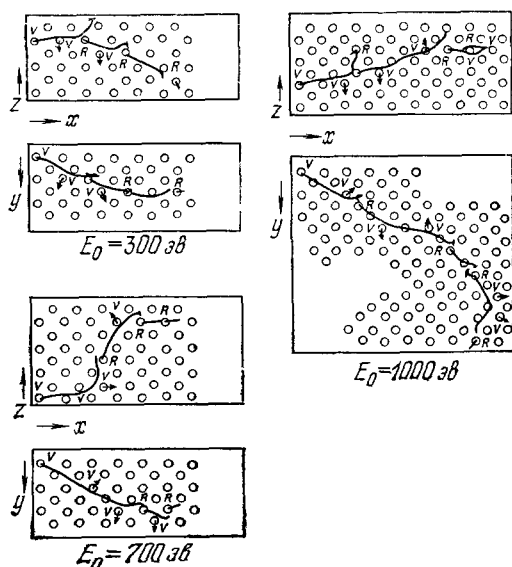 V V R V R R
z
x
V V V R R
y
E₀=300 эв
R V
V R R V
V V V
z
x
V V R V V R R V V R
y
E₀=1000 эв
V R R
R
V V V
z
x
V V R R
V V
y
E₀=700 эв